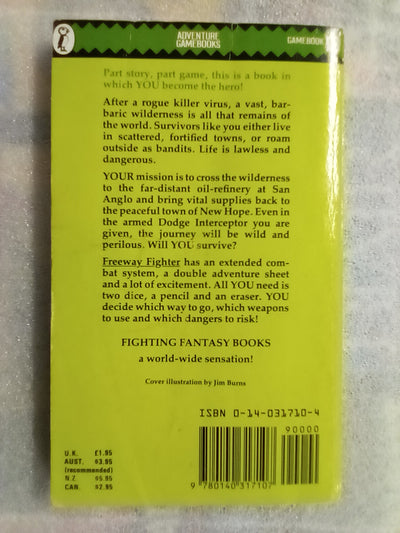 ADVENTURE
GAMEBOOKS
GAMEBOOK
Part story, part game, this is a book in
which YOU become the hero!
After a rogue killer virus, a vast, bar-
baric wilderness is all that remains of
the world. Survivors like you either live
in scattered, fortified towns, or roam
outside as bandits. Life is lawless and
dangerous.
YOUR mission is to cross the wilderness
to the far-distant oil-refinery at San
Anglo and bring vital supplies back to
the peaceful town of New Hope. Even in
the armed Dodge Interceptor you are
given, the journey will be wild and
perilous. Will YOU survive?
Freeway Fighter has an extended com-
bat system, a double adventure sheet
and a lot of excitement. All YOU need is
two dice, a pencil and an eraser. YOU
decide which way to go, which weapons
to use and which dangers to risk!
FIGHTING FANTASY BOOKS
a world-wide sensation!
Cover illustration by Jim Burns
ISBN 0-14-031710-4
90000
U.K. £1.95
AUST. $3.95
(recommended)
N.Z. $5.95
CAN. $2.95
9 780140 317107